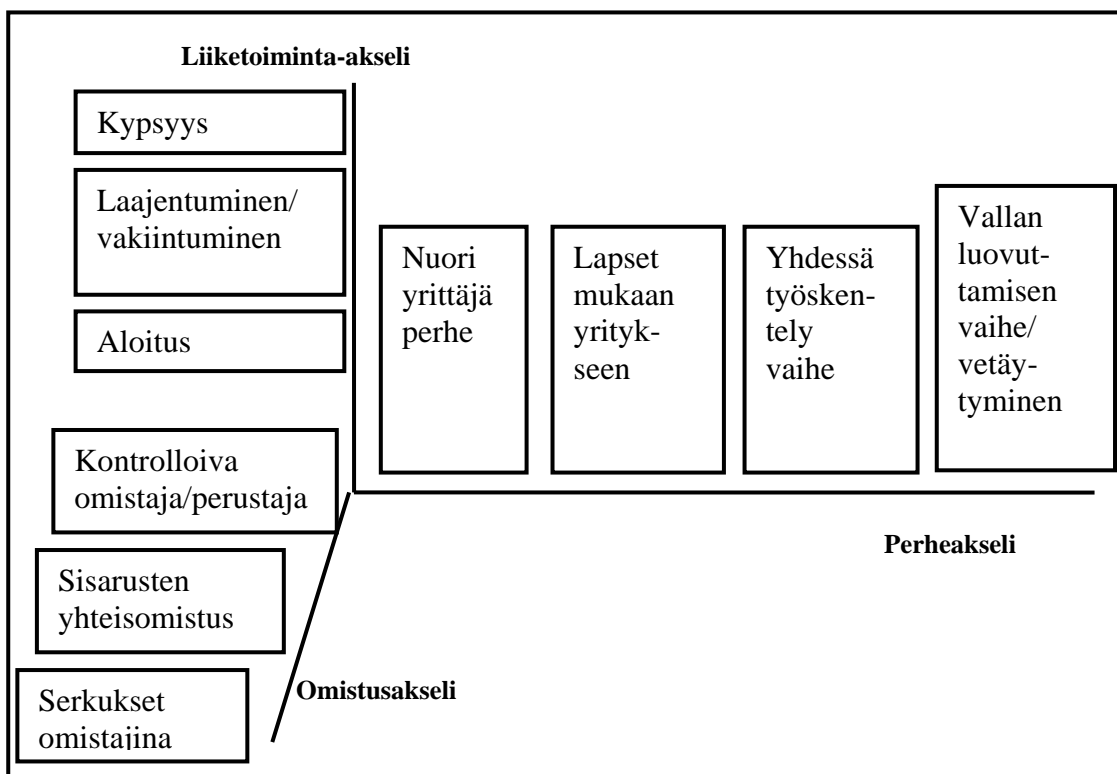 Liiketoiminta-akseli
Kypsyys
Laajentuminen/
vakiintuminen
Aloitus
Nuori
yrittäjä
perhe
Lapset
mukaan
yrityk-
seen
Yhdessä
työsken-
tely
vaihe
Vallan
luovut-
tamisen
vaihe/
vetäy-
tyminen
Kontrolloiva
omistaja/perustaja
Perheakseli
Sisarusten
yhteisomistus
Omistusakseli
Serkukset
omistajina